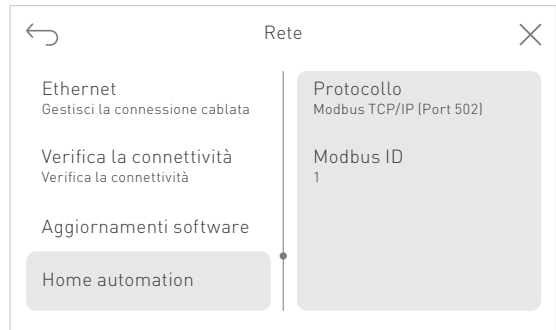 Rete
Ethernet
Gestisci la connessione cablata
Verifica la connettività
Verifica la connettività
Aggiornamenti software
Home automation
Protocollo
Modbus TCP/IP (Port 502)
Modbus ID
1